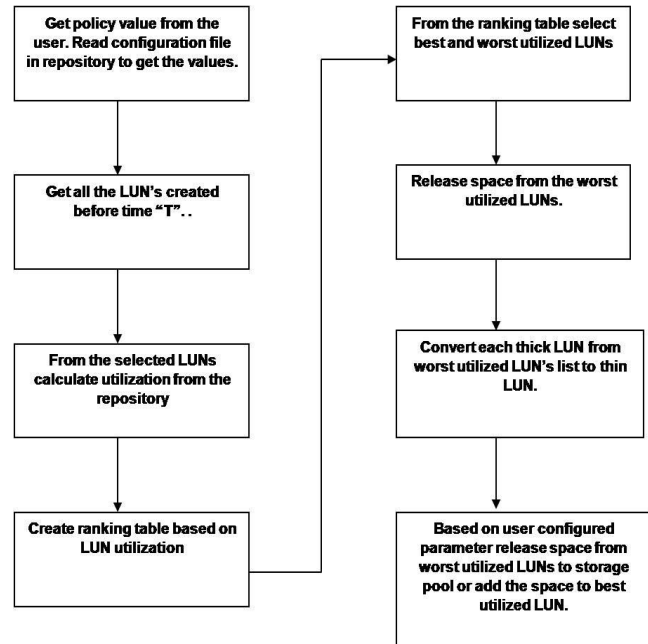 Get policy value from the
user. Read configuration file
in repository to get the values.
Get all the LUN's created
before time “T”. .
From the selected LUNs
calculate utilization from the
repository
Create ranking table based on
LUN utilization
From the ranking table select
best and worst utilized LUNs
Release space from the worst
utilized LUNs.
Convert each thick LUN from
worst utilized LUN's list to thin
LUN.
Based on user configured
parameter release space from
worst utilized LUNs to storage
pool or add the space to best
utilized LUN.